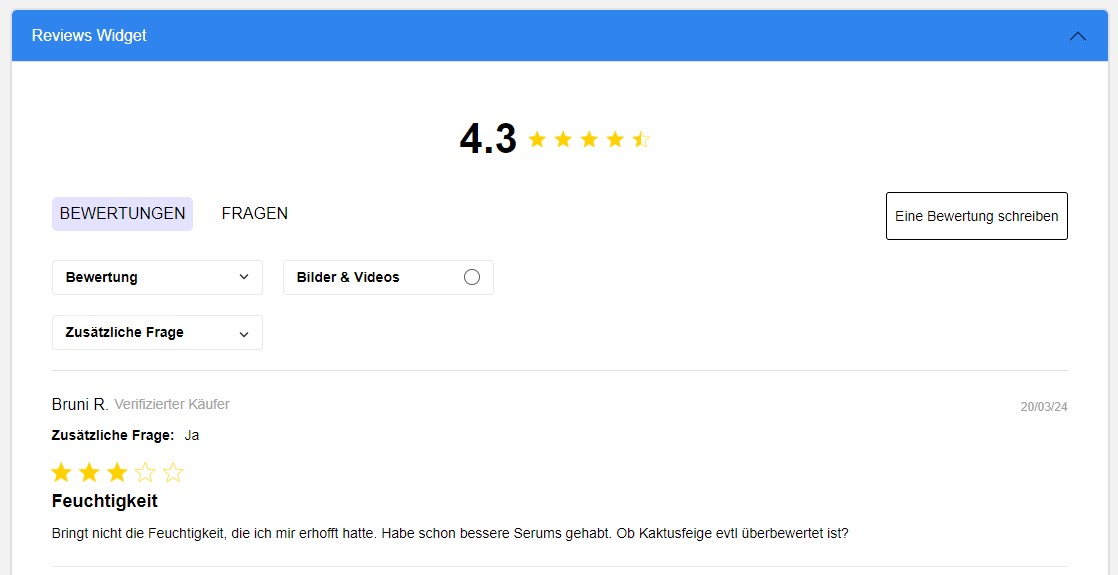 Reviews Widget
4.3
BEWERTUNGEN FRAGEN
Eine Bewertung schreiben
Bewertung
Bilder & Videos
Zusätzliche Frage
Bruni R. Verifizierter Käufer
20/03/24
Zusätzliche Frage: Ja
Feuchtigkeit
Bringt nicht die Feuchtigkeit, die ich mir erhofft hatte. Habe schon bessere Serums gehabt. Ob Kaktusfeige evtl überbewertet ist?